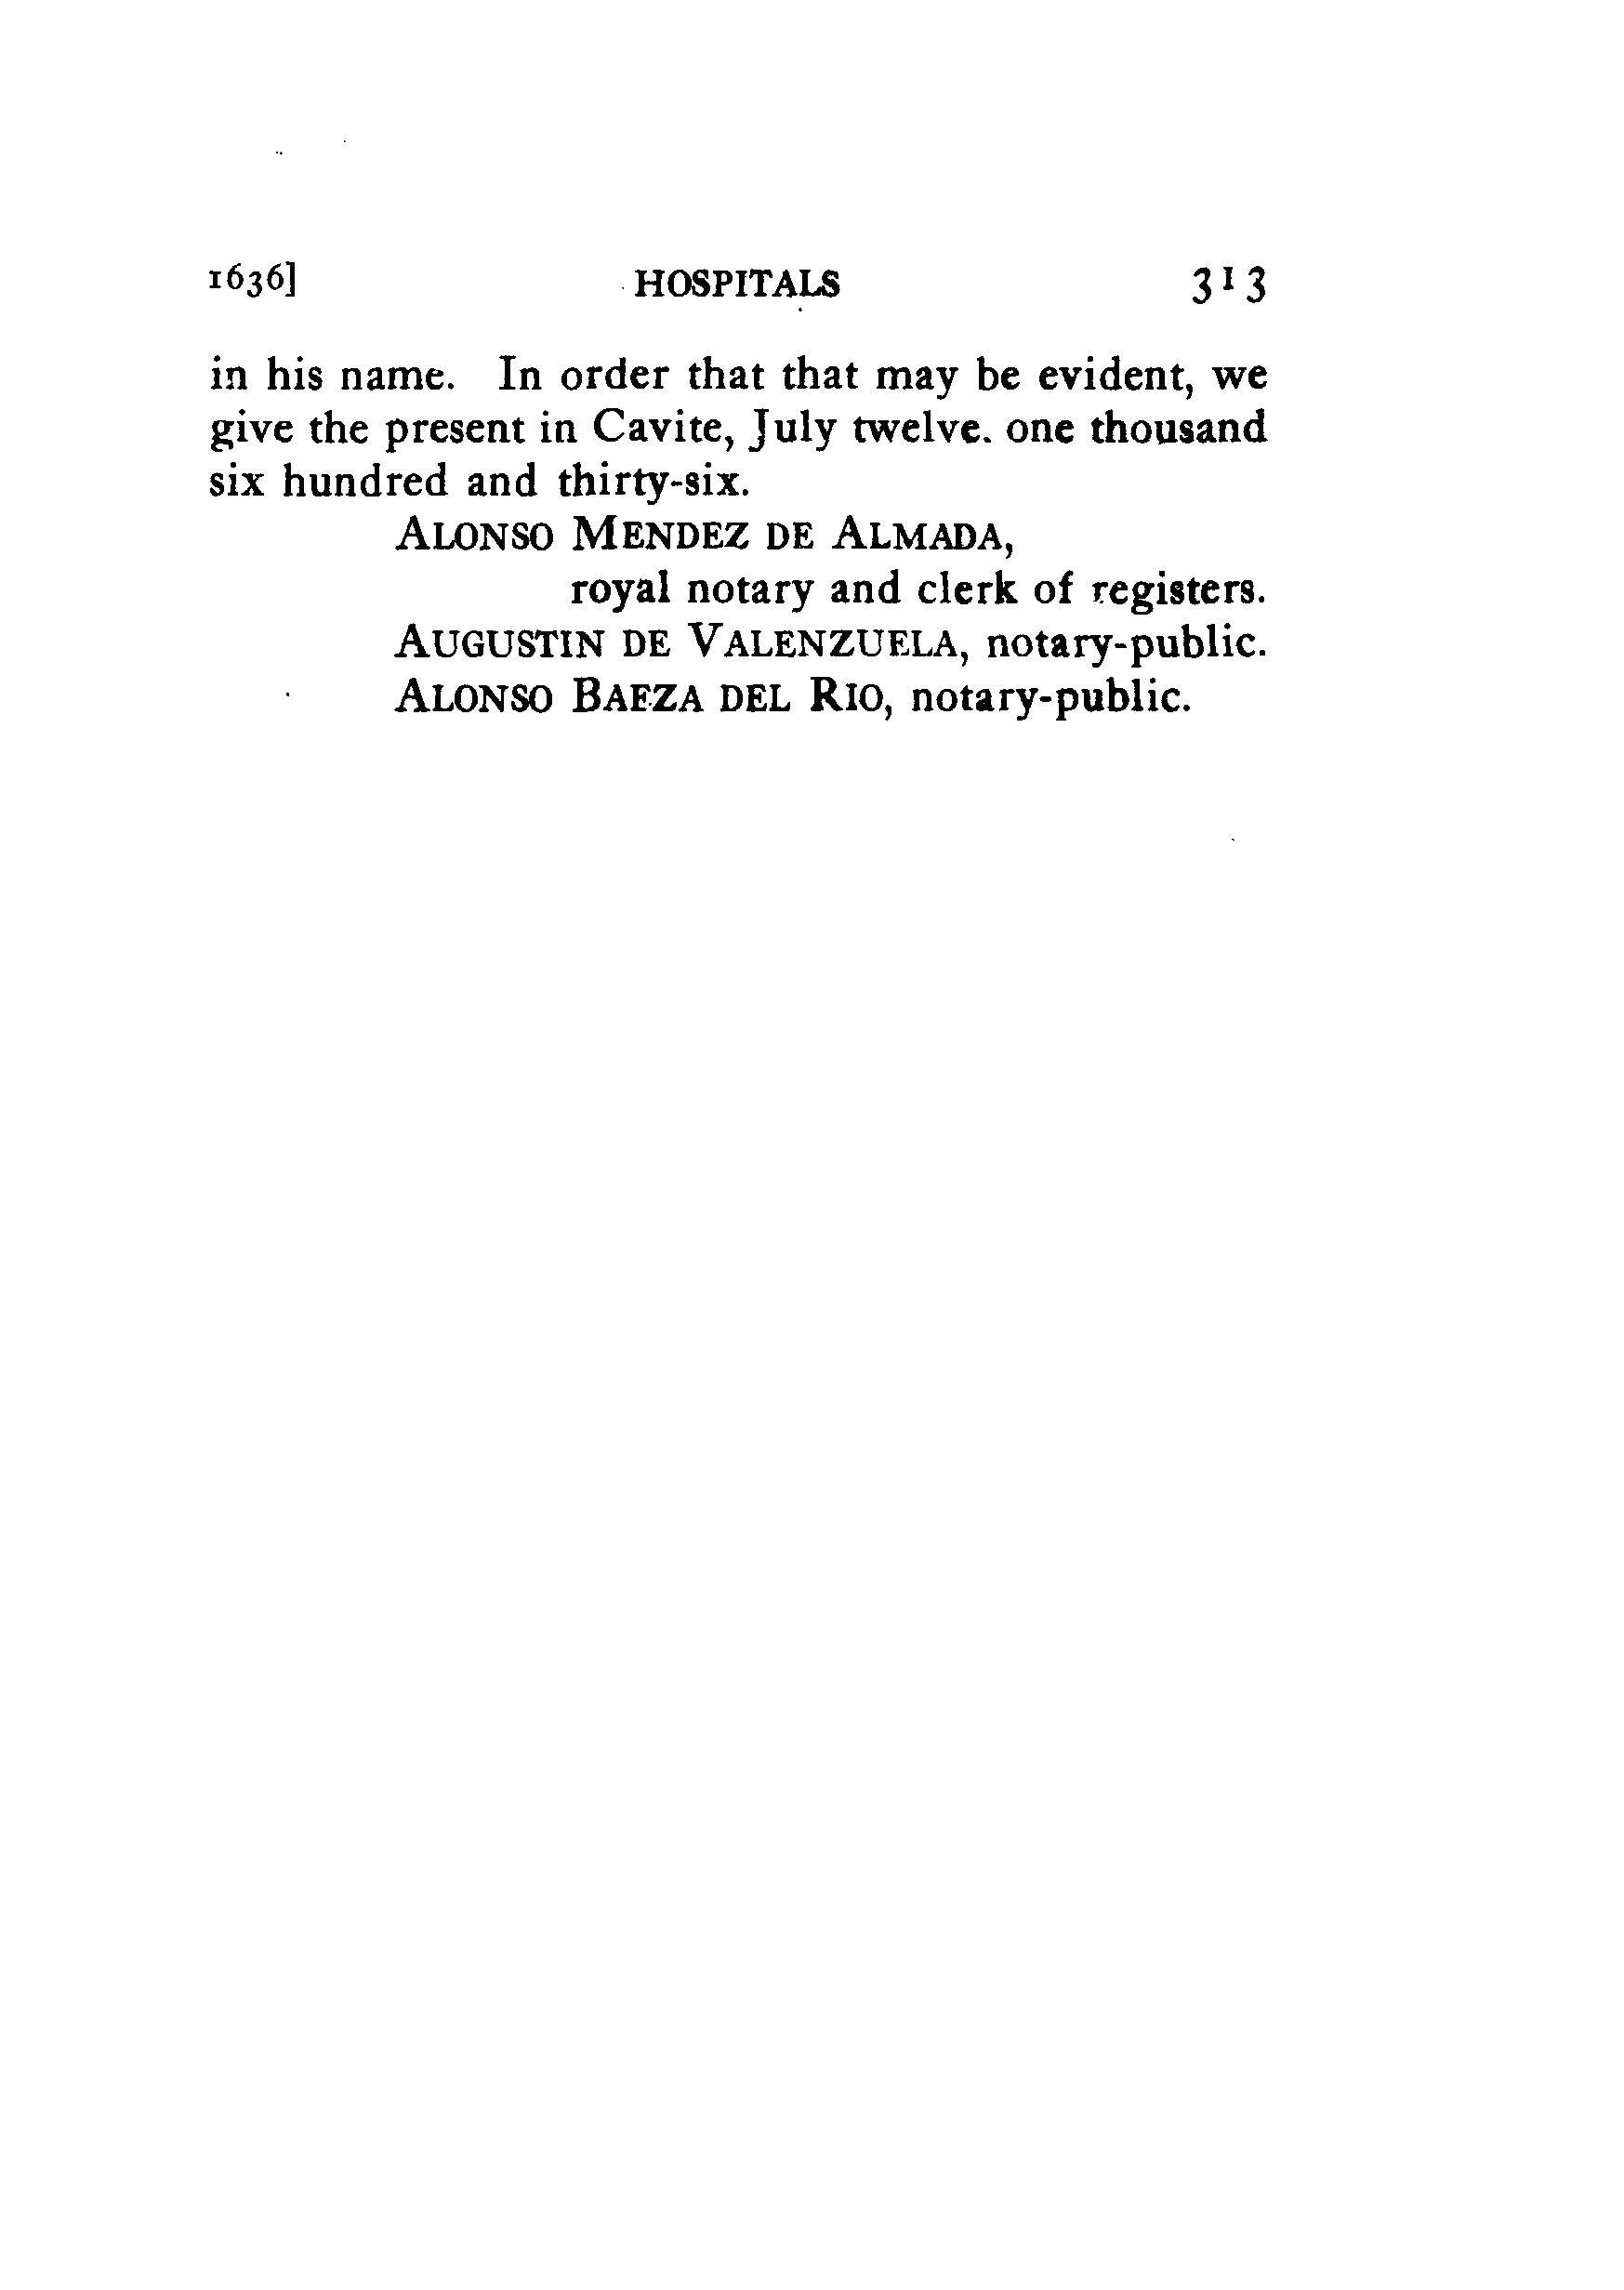 1636] HOSPITALS 313
in his name. In order that that may be evident, we
give the present in Cavite, July twelve. one thousand
six hundred and thirty-six.
ALONSO MENDEZ DE ALMADA,
royal notary and clerk of registers.
AUGUSTIN DE VALENZUELA, notary-public.
ALONSO BAEZA DEL RIO, notary-public.